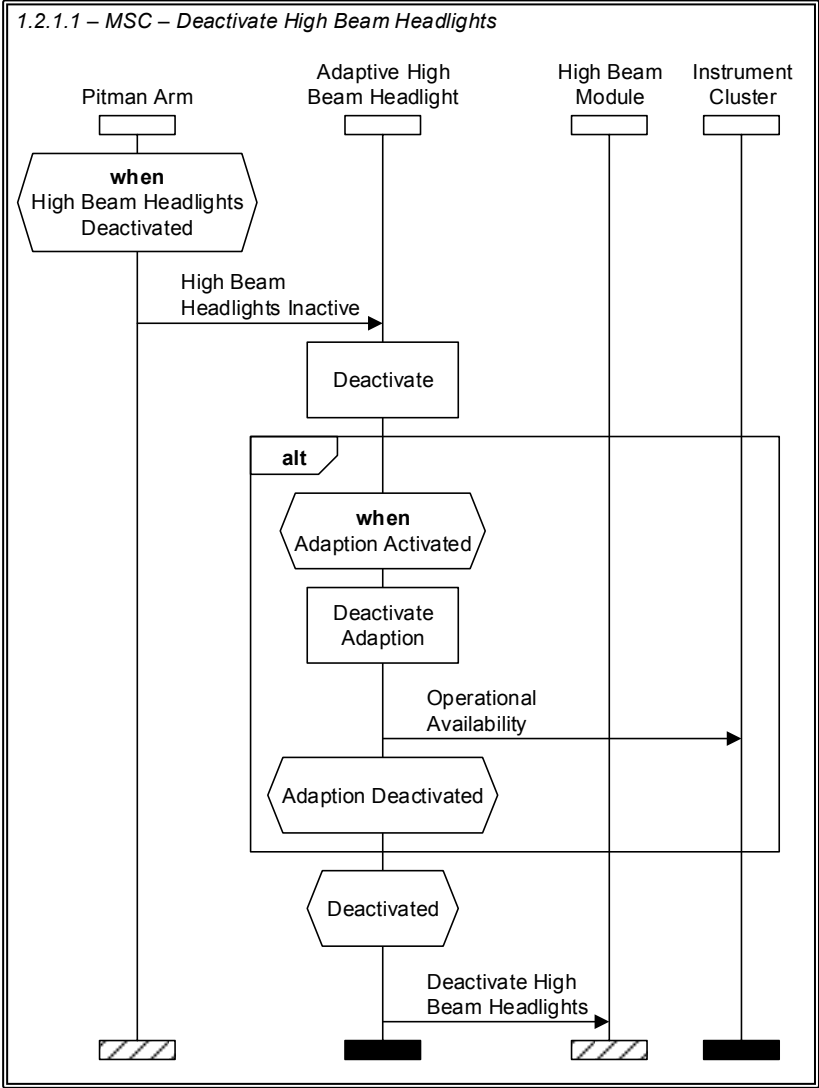 1.2.1.1 – MSC – Deactivate High Beam Headlights
Pitman Arm
Adaptive High
Beam Headlight
High Beam
Module
Instrument
Cluster
when
High Beam Headlights
Deactivated
High Beam
Headlights Inactive
Deactivate
alt
when
Adaption Activated
Deactivate
Adaption
Operational
Availability
Adaption Deactivated
Deactivated
Deactivate High
Beam Headlights